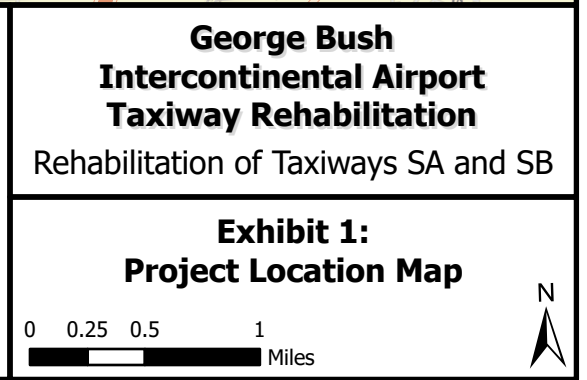 George Bush
Intercontinental Airport
Taxiway Rehabilitation
Rehabilitation of Taxiways SA and SB
Exhibit 1:
Project Location Map
N
0 0.25 0.5 1
Miles